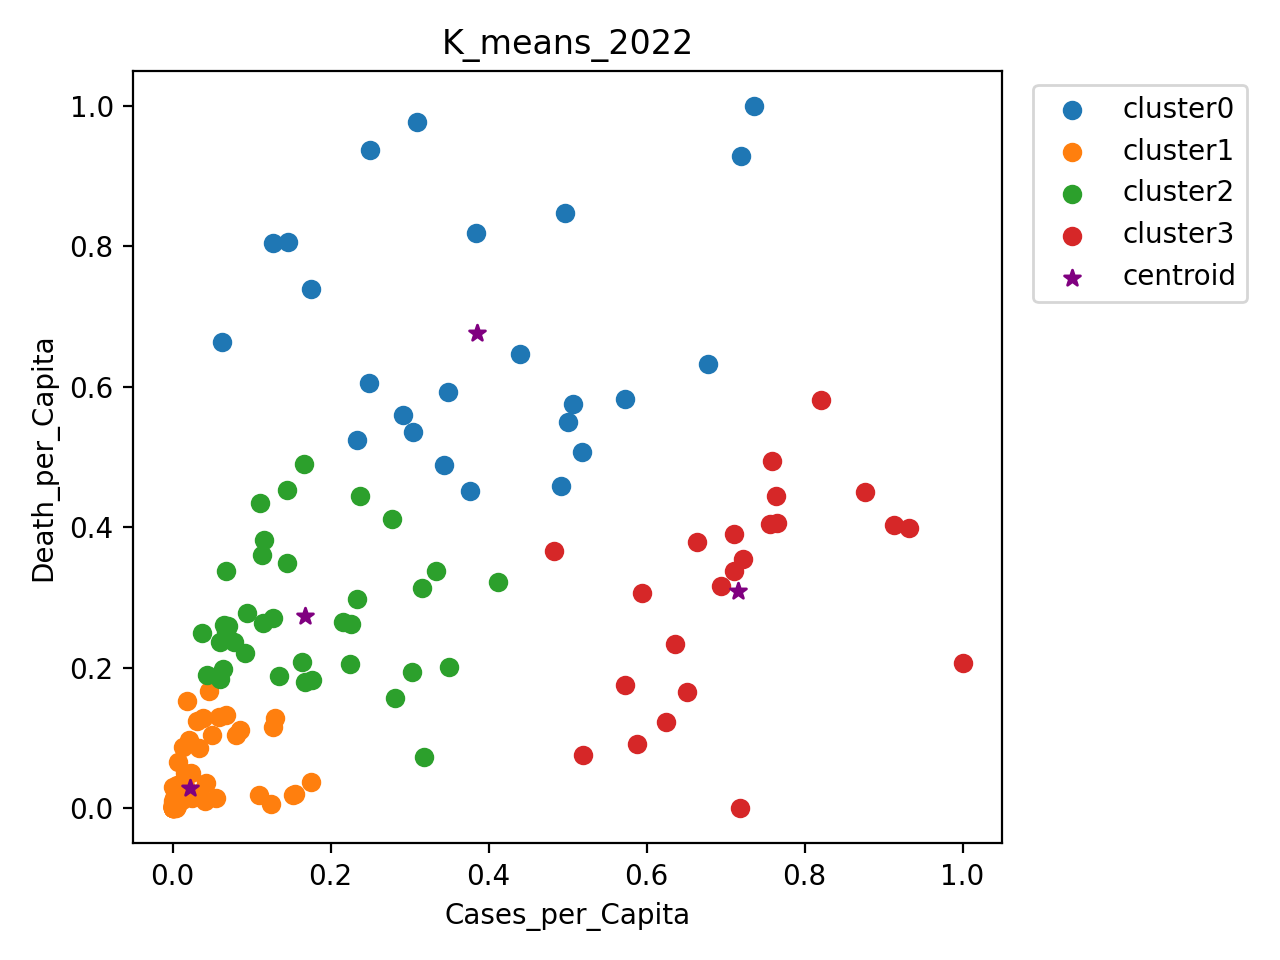 K_means_2022
cluster0
cluster1
cluster2
cluster3
centroid
Death_per_Capita
1.0
0.8
0.6
0.4
0.2
0.0
0.0 0.2 0.4 0.6 0.8 1.0
Cases_per_Capita